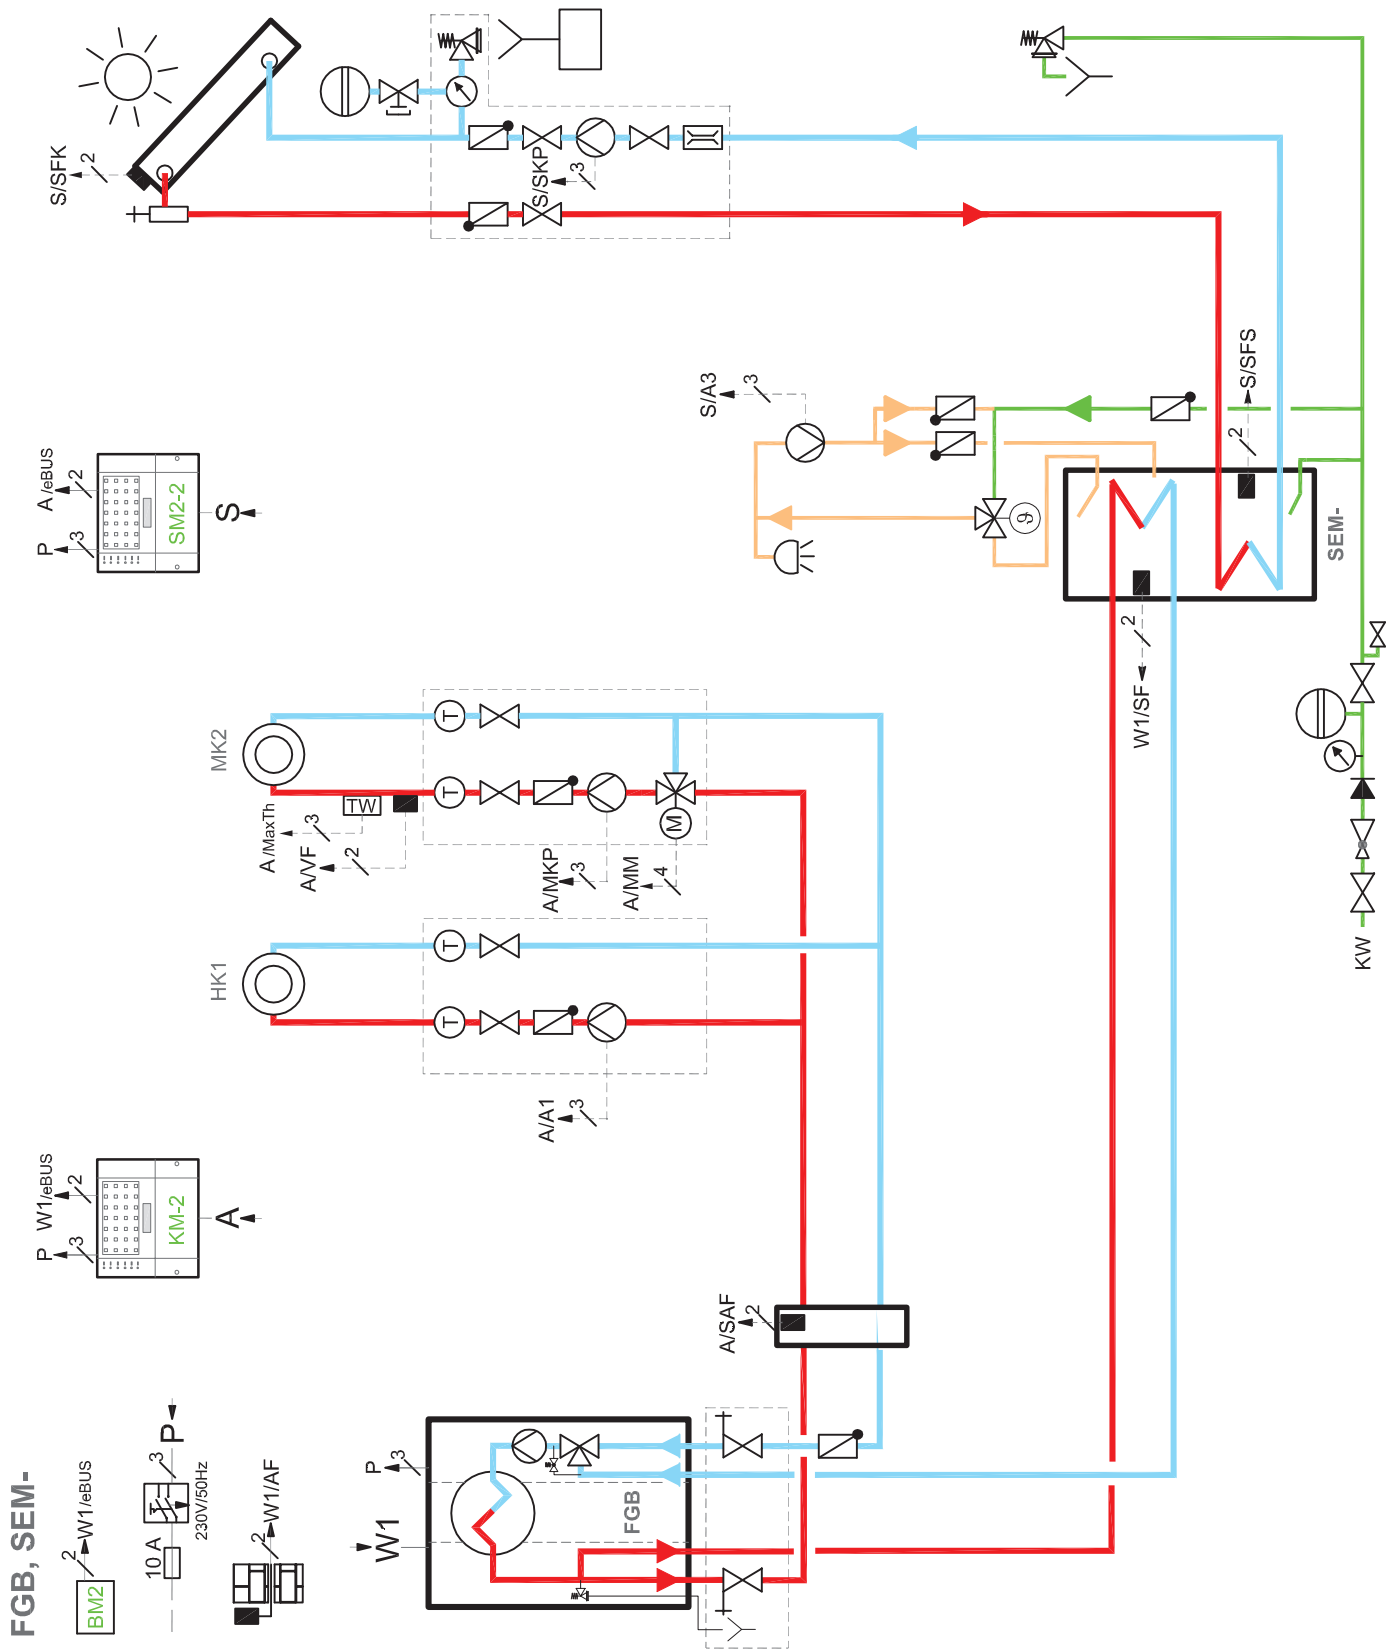 FGB, SEM-
BM2
2
W1/eBUS
10 A
3
P
230V/50Hz
2
W1/AF
W1
P
3
FGB
P
3
W1/eBUS
2
KM-2
A
A/SAF
2
HK1
T
T
A/A1
3
MK2
T
T
TW
A/MaxTh
3
A/VF
2
A/MKP
3
M
A/MM
4
P
3
A/eBUS
2
SM2-2
S
S/SFK
2
S/SKP
3
S/A3
3
ϑ
W1/SF
2
S/SFS
2
SEM-
KW